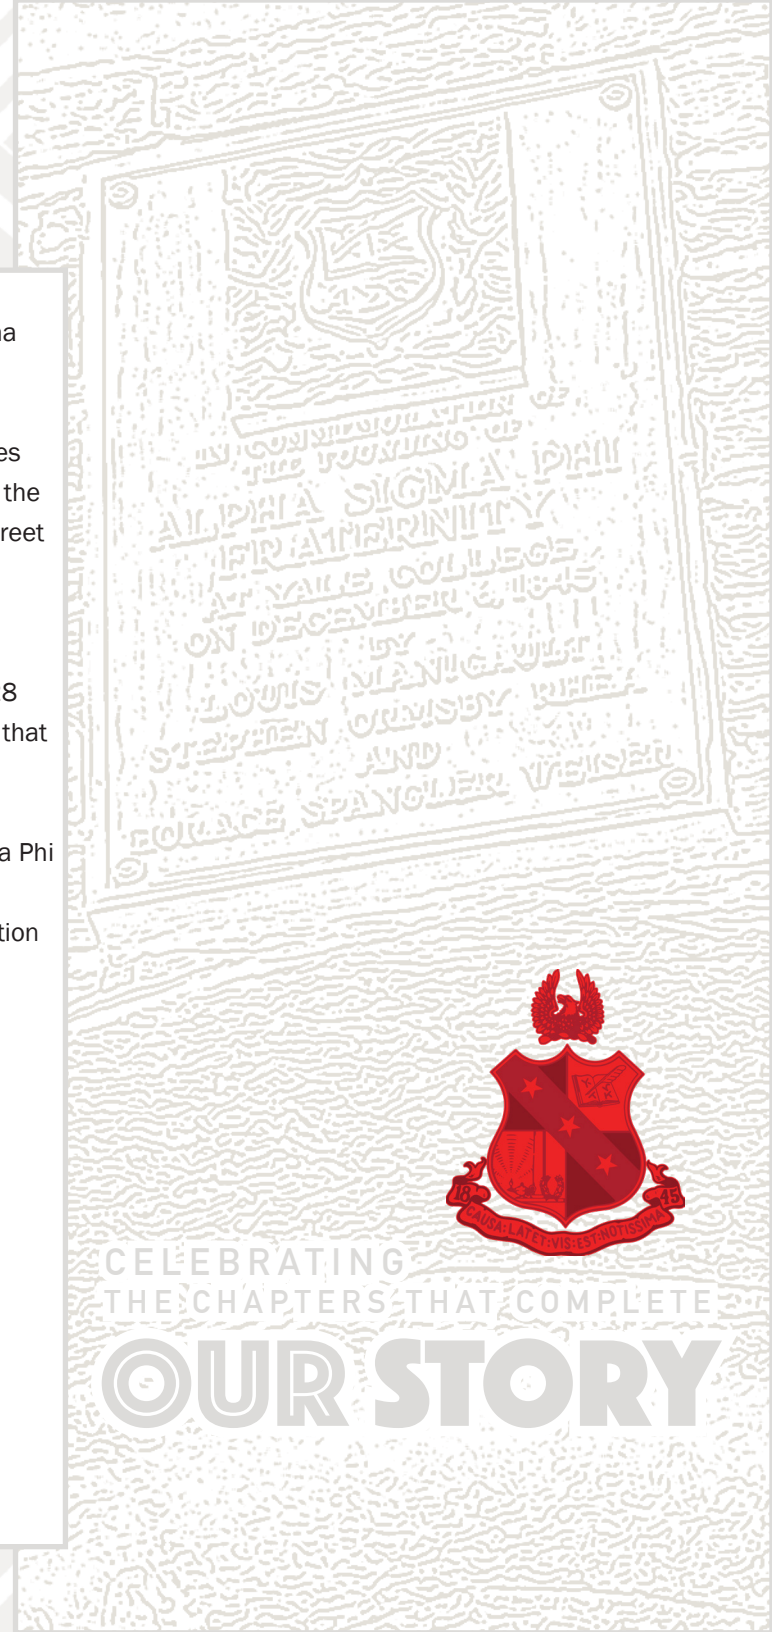 na
es
the
reet
8
that
a Phi
tion
IN COMMEMORATION OF
THE FOUNDING OF
ALPHA SIGMA PHI
FRATERNITY
AT YALE COLLEGE
ON DECEMBER 6, 1845
BY
LOUIS MANIGAULT
STEPHEN ORMSBY RHEA
AND
HORACE SPANGLER WEISER
18 45
CAUSA:LATET:VIS:EST:NOTISSIMA
CELEBRATING
THE CHAPTERS THAT COMPLETE
OUR STORY